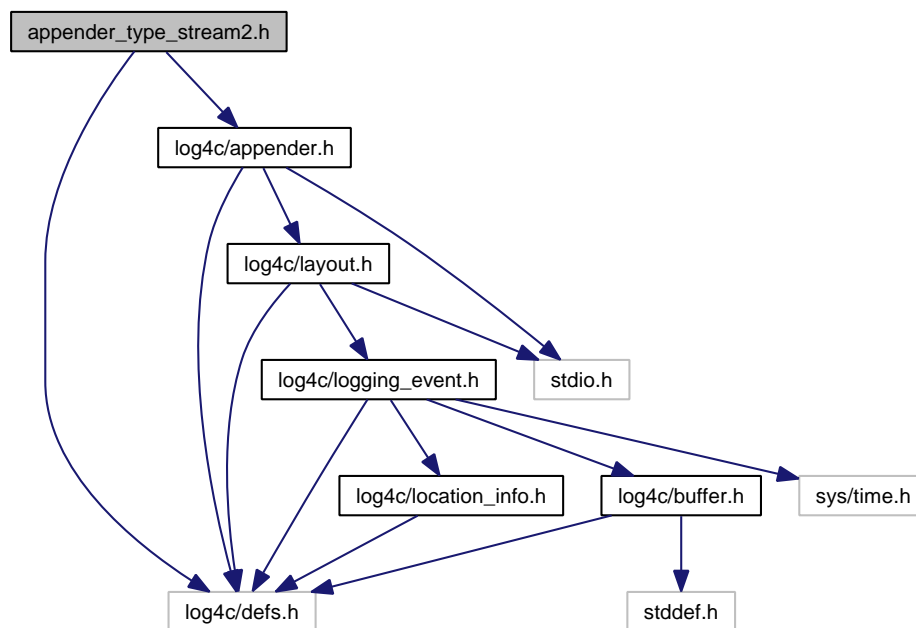 appender_type_stream2.h
log4c/appender.h
log4c/layout.h
log4c/logging_event.h
stdio.h
log4c/location_info.h
log4c/buffer.h
sys/time.h
log4c/defs.h
stddef.h